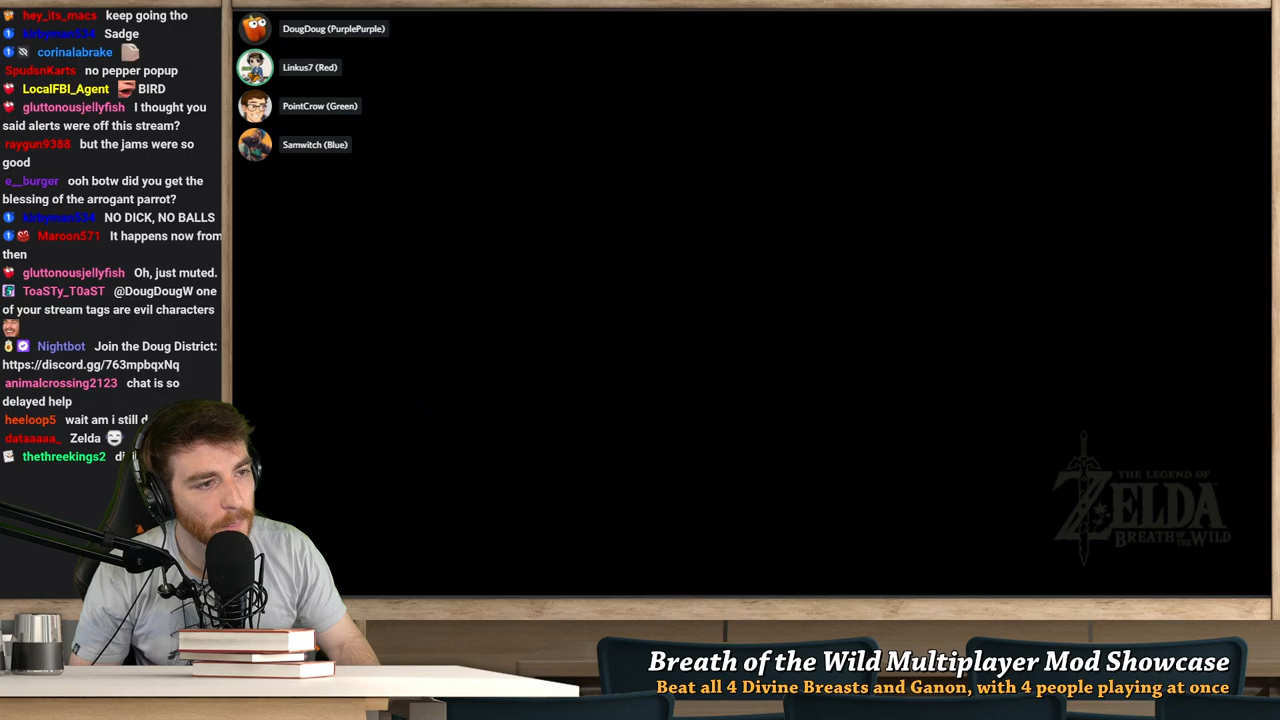 hey_its_macs keep going tho
Sadge
corinalabrake
SpudsnKarts no pepper popup
LocalFBI_Agent BIRD
gluttonousjellyfish I thought you
said alerts were off this stream?
raygun9388 but the jams were so
good
e__burger ooh botw did you get the
blessing of the arrogant parrot?
NO DICK, NO BALLS
Maroon571 It happens now from
then
gluttonousjellyfish Oh, just muted.
ToaSTy_T0aST @DougDougW one
of your stream tags are evil characters
Nightbot Join the Doug District:
https://discord.gg/763mpbqxNq
animalcrossing2123 chat is so
delayed help
heeloop5 wait am i still
dataaaaa_ Zelda
thethreekings2
DougDoug (PurplePurple)
Linkus7 (Red)
PointCrow (Green)
Samwitch (Blue)
THE LEGEND OF
ZELDA
BREATH OF THE WILD
Breath of the Wild Multiplayer Mod Showcase
Beat all 4 Divine Breasts and Ganon, with 4 people playing at once